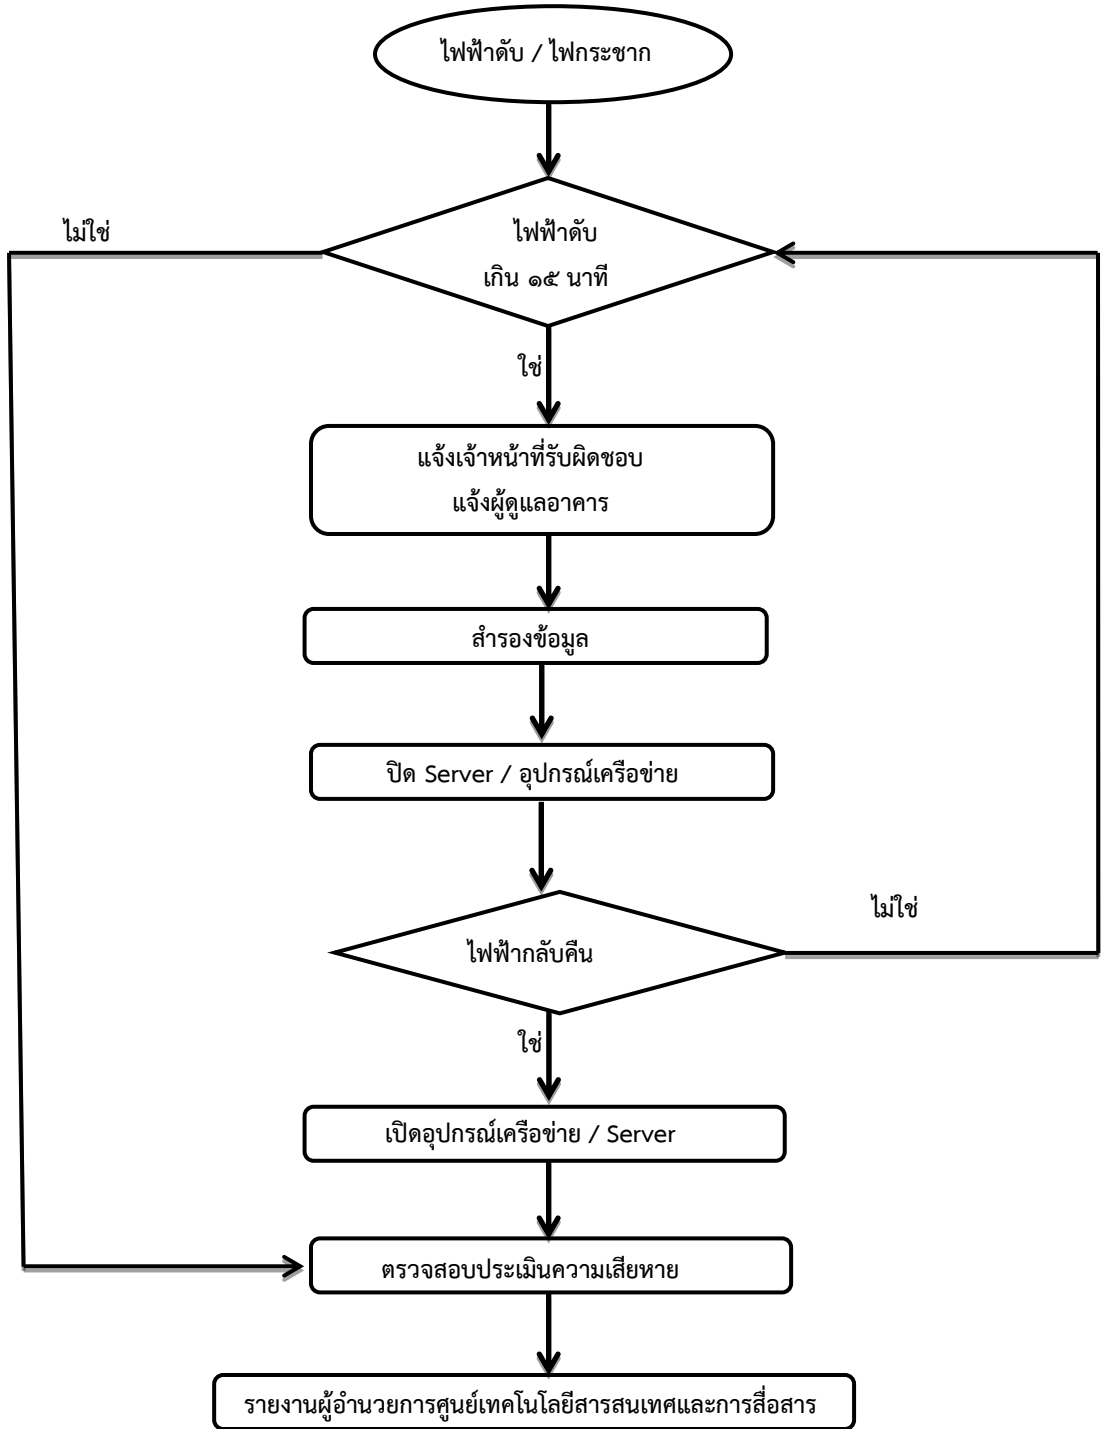 ไฟฟ้าดับ / ไฟกระชาก
ไม่ใช่
ไฟฟ้าดับ
เกิน ๑๕ นาที
ใช่
แจ้งเจ้าหน้าที่รับผิดชอบ
แจ้งผู้ดูแลอาคาร
สำรองข้อมูล
ปิด Server / อุปกรณ์เครือข่าย
ไม่ใช่
ไฟฟ้ากลับคืน
ใช่
เปิดอุปกรณ์เครือข่าย / Server
ตรวจสอบประเมินความเสียหาย
รายงานผู้อำนวยการศูนย์เทคโนโลยีสารสนเทศและการสื่อสาร